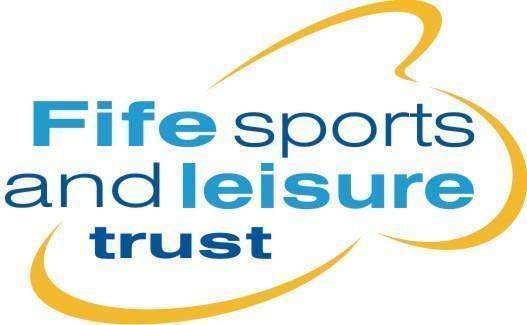 Fife sports
and leisure
trust